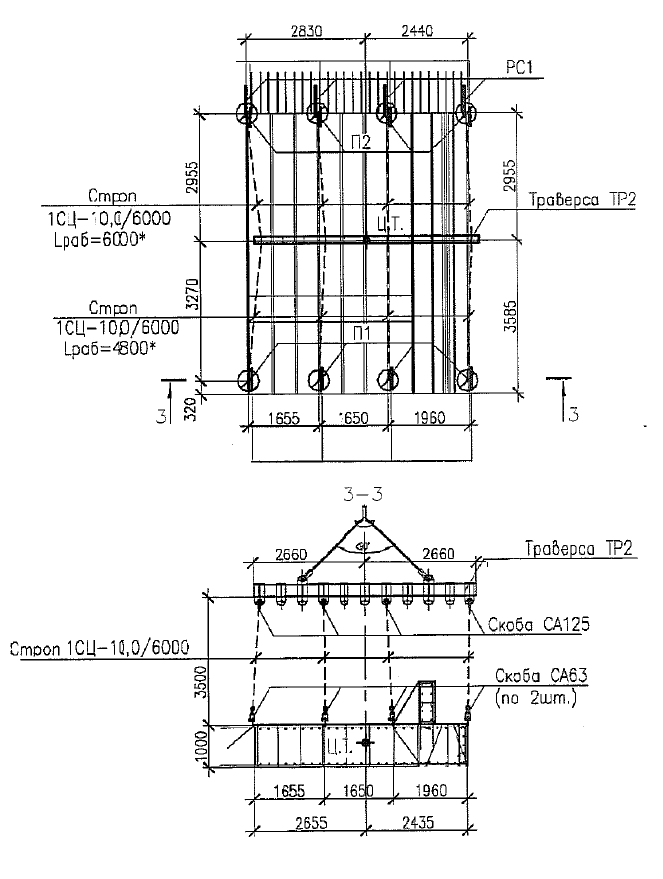 2830
2440
РС1
П2
2955
2955
Строп
1СЦ-10,0/6000
Lраб=6000*
Траверса ТР2
Ц.Т.
3270
3585
Строп
1СЦ-10,0/6000
Lраб=4800*
П1
3
3
320
1655
1650
1960
3-3
60°
2660
2660
Траверса ТР2
Скоба СА125
Строп 1СЦ-10,0/6000
3500
Скоба СА63
(по 2шт.)
1000
Ц.Т.
1655
1650
1960
2655
2435